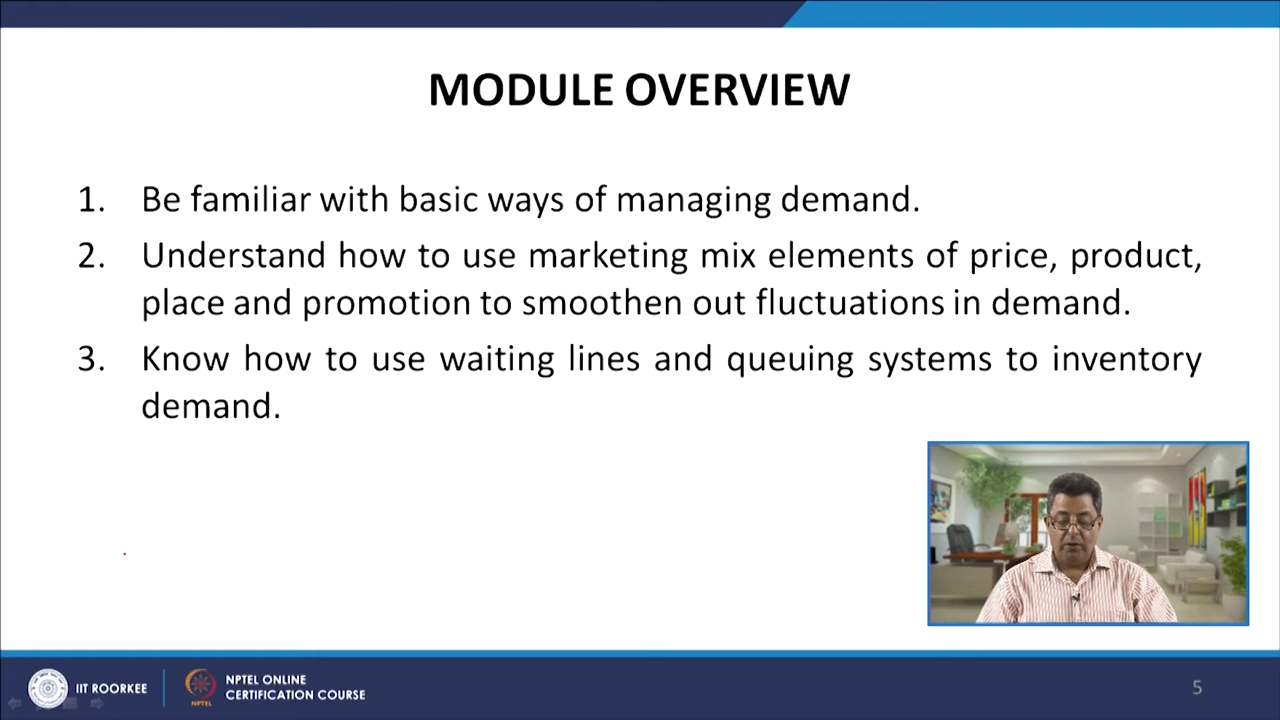 MODULE OVERVIEW
1. Be familiar with basic ways of managing demand.
2. Understand how to use marketing mix elements of price, product,
place and promotion to smoothen out fluctuations in demand.
3. Know how to use waiting lines and queuing systems to inventory
demand.
IIT ROORKEE
NPTEL
NPTEL ONLINE
CERTIFICATION COURSE
5